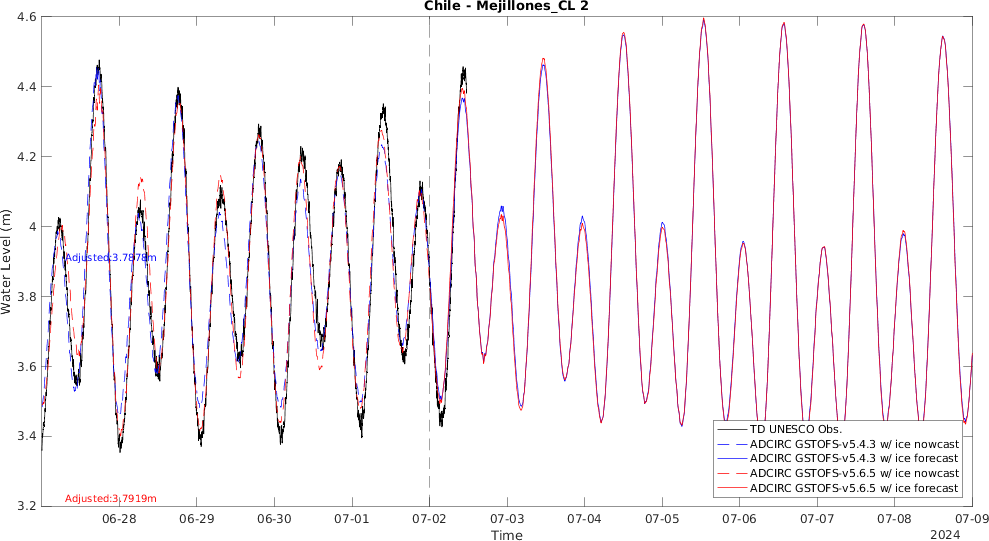 Chile - Mejillones_CL 2
4.6
4.4
4.2
4
3.8
3.6
3.4
3.2
Water Level (m)
Adjusted:3.7878m
Adjusted:3.7919m
TD UNESCO Obs.
ADCIRC GSTOFS-v5.4.3 w/ ice nowcast
ADCIRC GSTOFS-v5.4.3 w/ ice forecast
ADCIRC GSTOFS-v5.6.5 w/ ice nowcast
ADCIRC GSTOFS-v5.6.5 w/ ice forecast
06-28 06-29 06-30 07-01 07-02 07-03 07-04 07-05 07-06 07-07 07-08 07-09
Time
2024